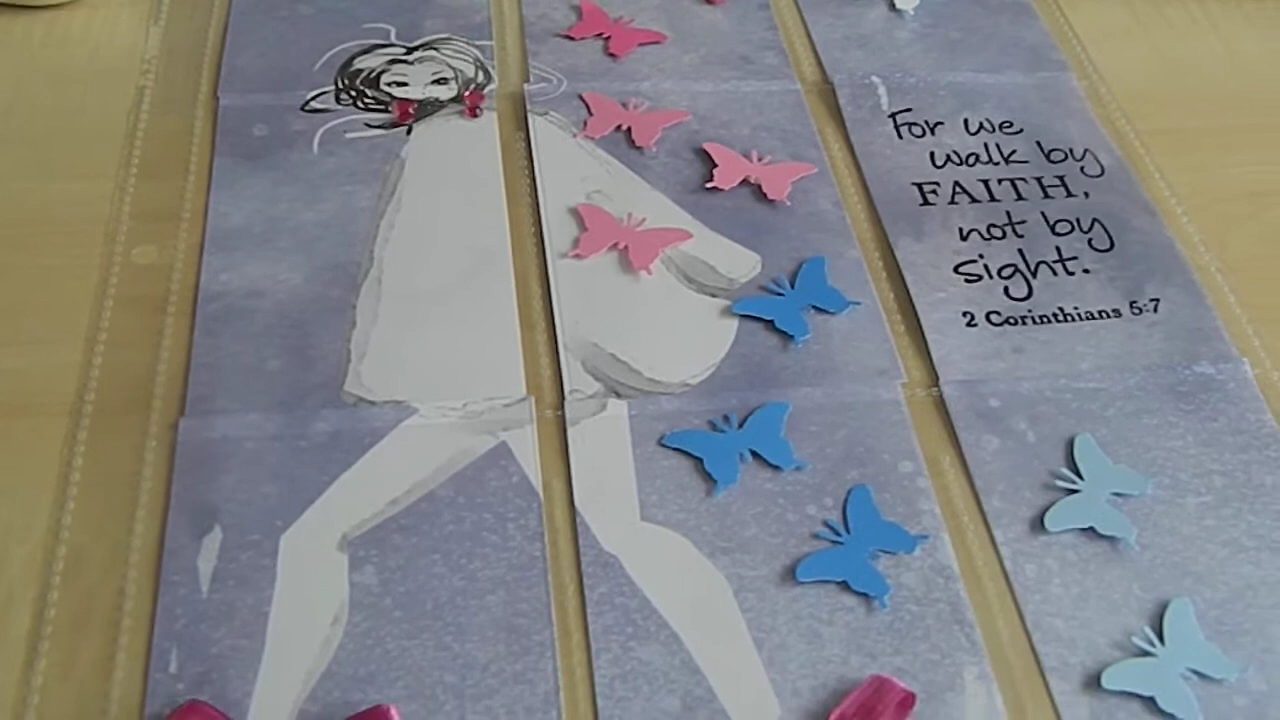 For we
walk by
FAITH,
not by
sight.
2 Corinthians 5:7